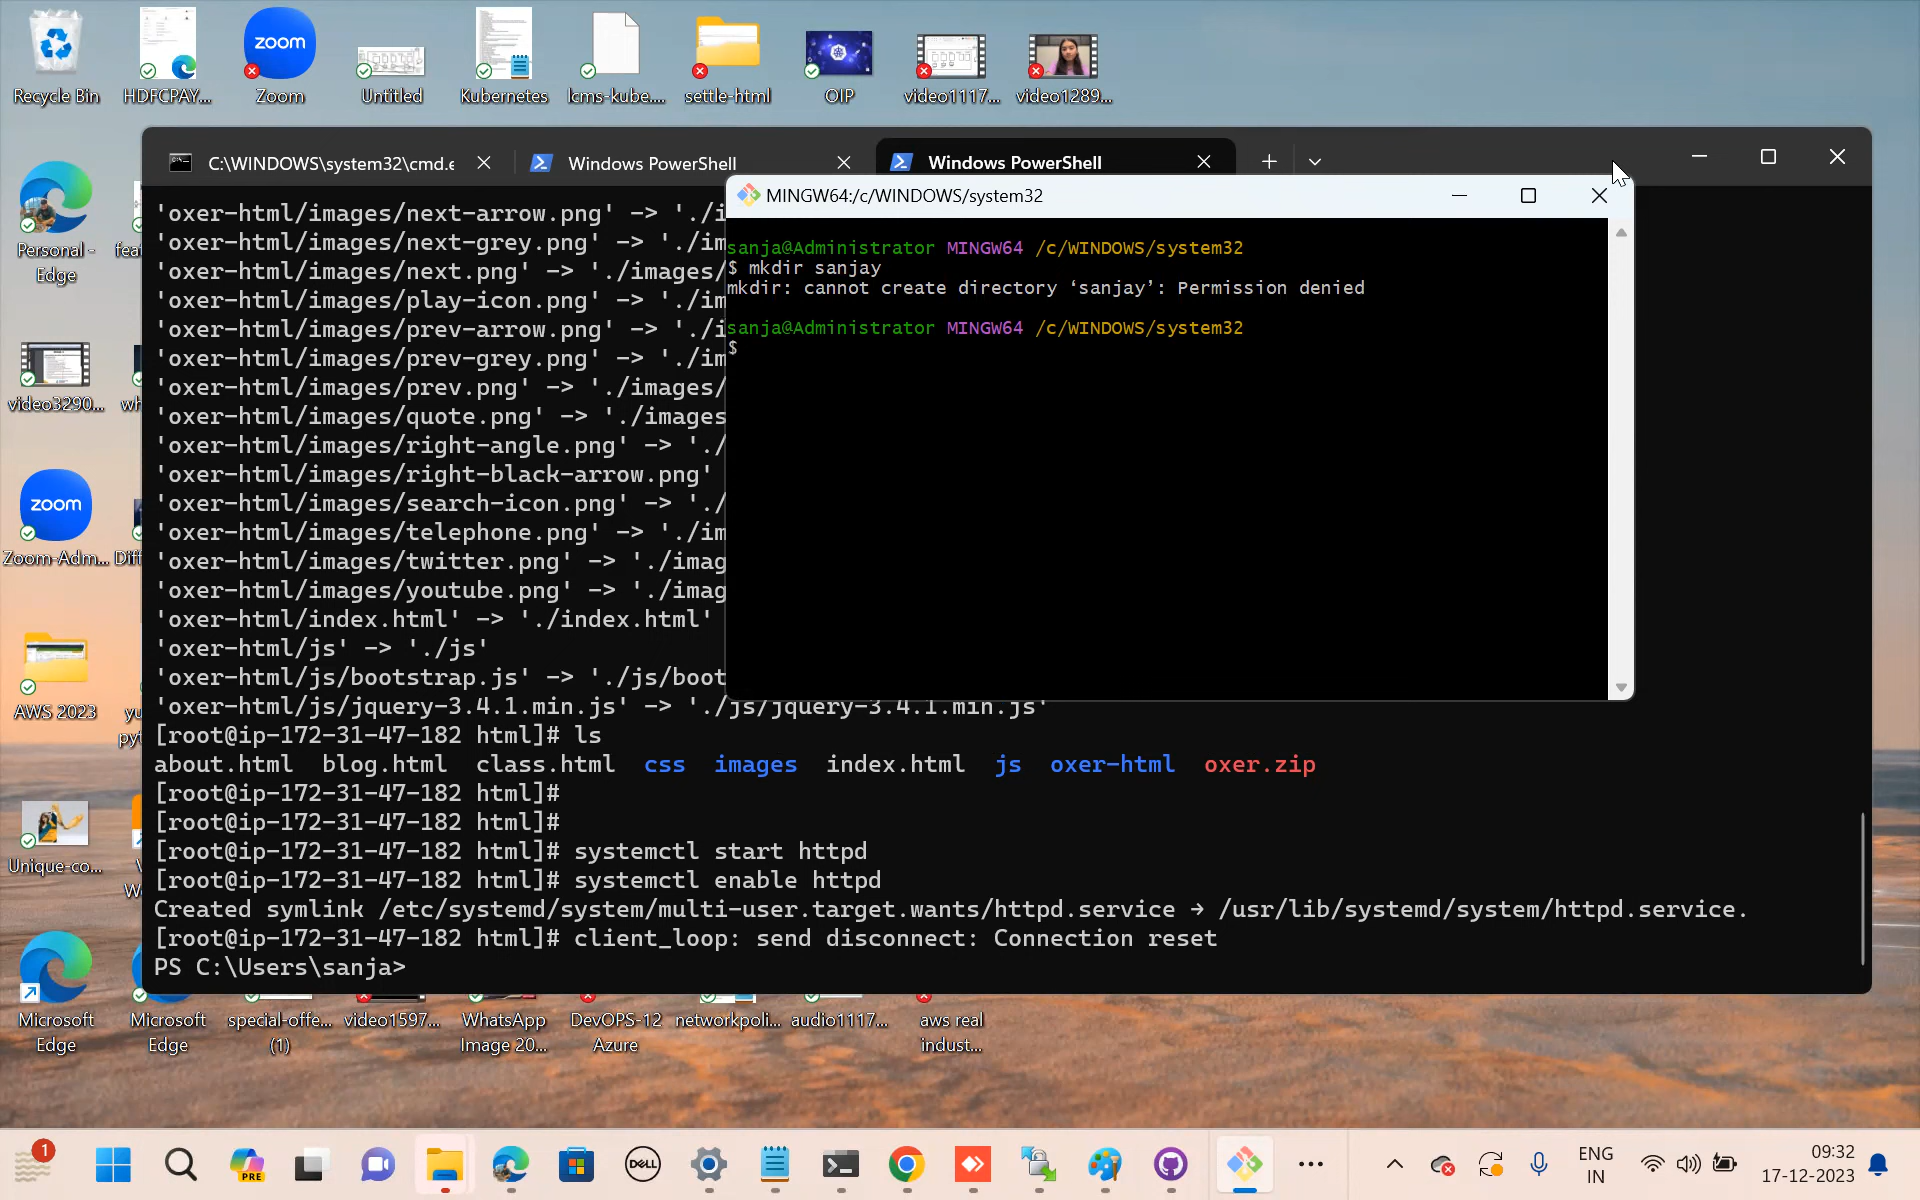 Recycle Bin
HDFCPAY...
zoom
Zoom
Untitled
Kubernetes
lcms-kube....
settle-html
OIP
video1117...
video1289...
Personal -
Edge
video3290...
zoom
Zoom-Adm...
AWS 2023
Unique-co...
C:\WINDOWS\system32\cmd.e
Windows PowerShell
Windows PowerShell
MINGW64:/c/WINDOWS/system32
sanja@Administrator MINGW64 /c/WINDOWS/system32
$ mkdir sanjay
mkdir: cannot create directory ‘sanjay’: Permission denied
sanja@Administrator MINGW64 /c/WINDOWS/system32
$
'oxer-html/images/next-arrow.png' -> './i
'oxer-html/images/next-grey.png' -> './im
'oxer-html/images/next.png' -> './images/
'oxer-html/images/play-icon.png' -> './im
'oxer-html/images/prev-arrow.png' -> './i
'oxer-html/images/prev-grey.png' -> './im
'oxer-html/images/prev.png' -> './images/
'oxer-html/images/quote.png' -> './images
'oxer-html/images/right-angle.png' -> './
'oxer-html/images/right-black-arrow.png'
'oxer-html/images/search-icon.png' -> './
'oxer-html/images/telephone.png' -> './im
'oxer-html/images/twitter.png' -> './imag
'oxer-html/images/youtube.png' -> './imag
'oxer-html/index.html' -> './index.html'
'oxer-html/js' -> './js'
'oxer-html/js/bootstrap.js' -> './js/boot
'oxer-html/js/jquery-3.4.1.min.js' -> './js/jquery-3.4.1.min.js'
[root@ip-172-31-47-182 html]# ls
about.html  blog.html  class.html  css  images  index.html  js  oxer-html  oxer.zip
[root@ip-172-31-47-182 html]#
[root@ip-172-31-47-182 html]#
[root@ip-172-31-47-182 html]# systemctl start httpd
[root@ip-172-31-47-182 html]# systemctl enable httpd
Created symlink /etc/systemd/system/multi-user.target.wants/httpd.service → /usr/lib/systemd/system/httpd.service.
[root@ip-172-31-47-182 html]# client_loop: send disconnect: Connection reset
PS C:\Users\sanja>
Microsoft
Edge
Microsoft
Edge
special-offe...
(1)
video1597...
WhatsApp
Image 20...
DevOPS-12
Azure
networkpoli...
audio1117...
aws real
indust...
1
PRE
DELL
ENG
IN
09:32
17-12-2023